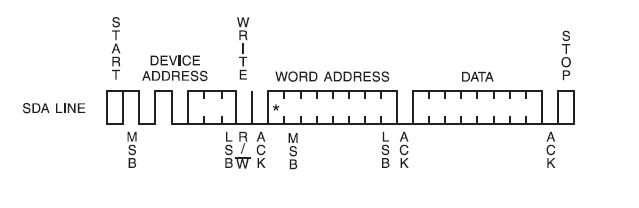 START
WRITE
STOP
DEVICE
ADDRESS
WORD ADDRESS
DATA
SDA LINE
*
MSB
LSB
R/W
ACK
MSB
LSB
ACK
ACK